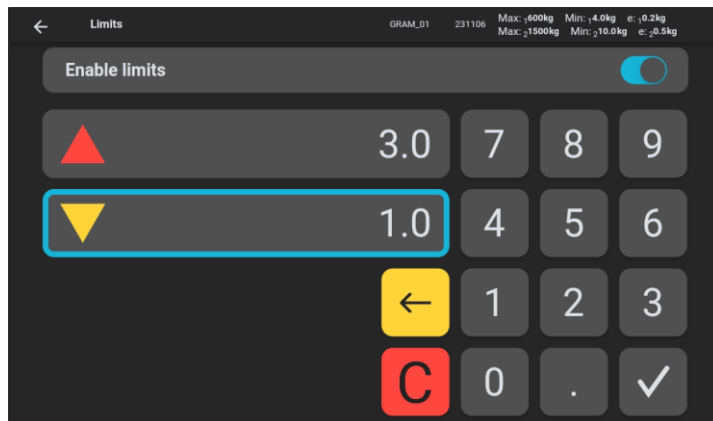 ← Limits GRAM_01 231106 Max: ₁600kg Min: ₁4.0kg e: ₁0.2kg
Max: ₂1500kg Min: ₂10.0kg e: ₂0.5kg
Enable limits
3.0 7 8 9
1.0 4 5 6
← 1 2 3
C 0 . ✓